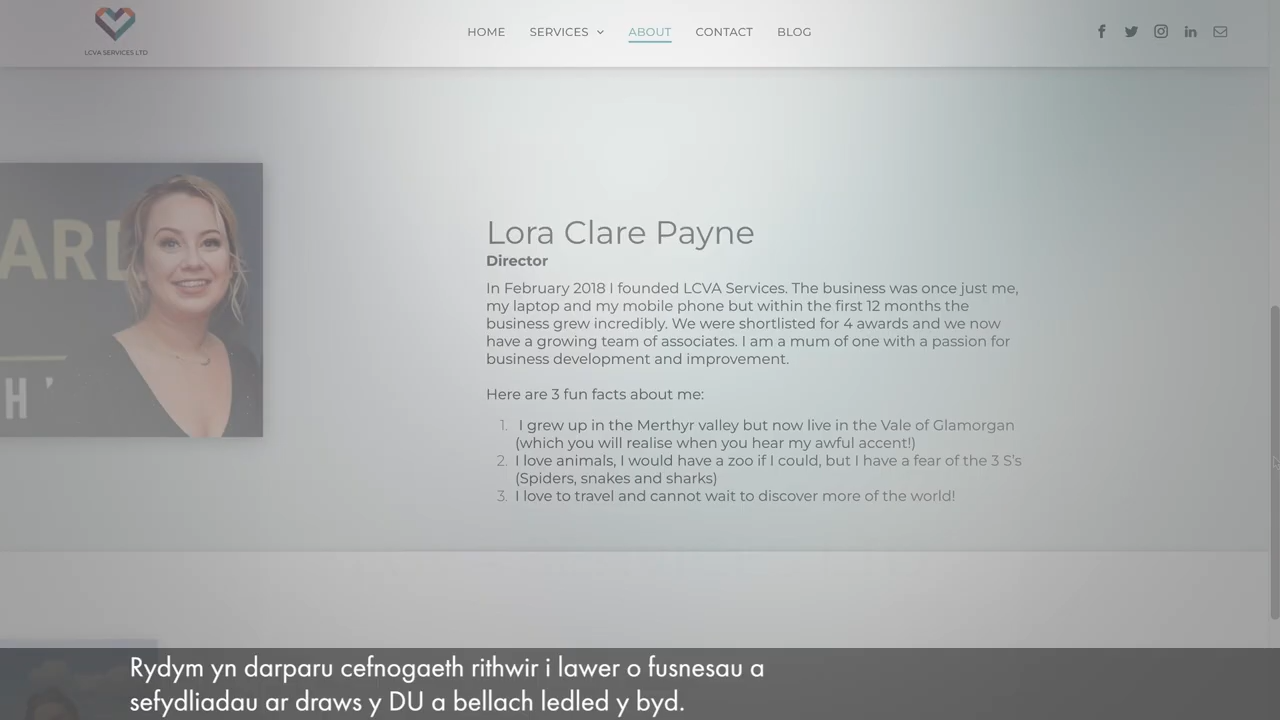 LCVA SERVICES LTD
HOME SERVICES ABOUT CONTACT BLOG
ARL
H '
Lora Clare Payne
Director
In February 2018 I founded LCVA Services. The business was once just me,
my laptop and my mobile phone but within the first 12 months the
business grew incredibly. We were shortlisted for 4 awards and we now
have a growing team of associates. I am a mum of one with a passion for
business development and improvement.
Here are 3 fun facts about me:
1. I grew up in the Merthyr valley but now live in the Vale of Glamorgan
(which you will realise when you hear my awful accent!)
2. I love animals, I would have a zoo if I could, but I have a fear of the 3 S's
(Spiders, snakes and sharks)
3. I love to travel and cannot wait to discover more of the world!
Rydym yn darparu cefnogaeth rithwir i lawer o fusnesau a
sefydliadau ar draws y DU a bellach ledled y byd.